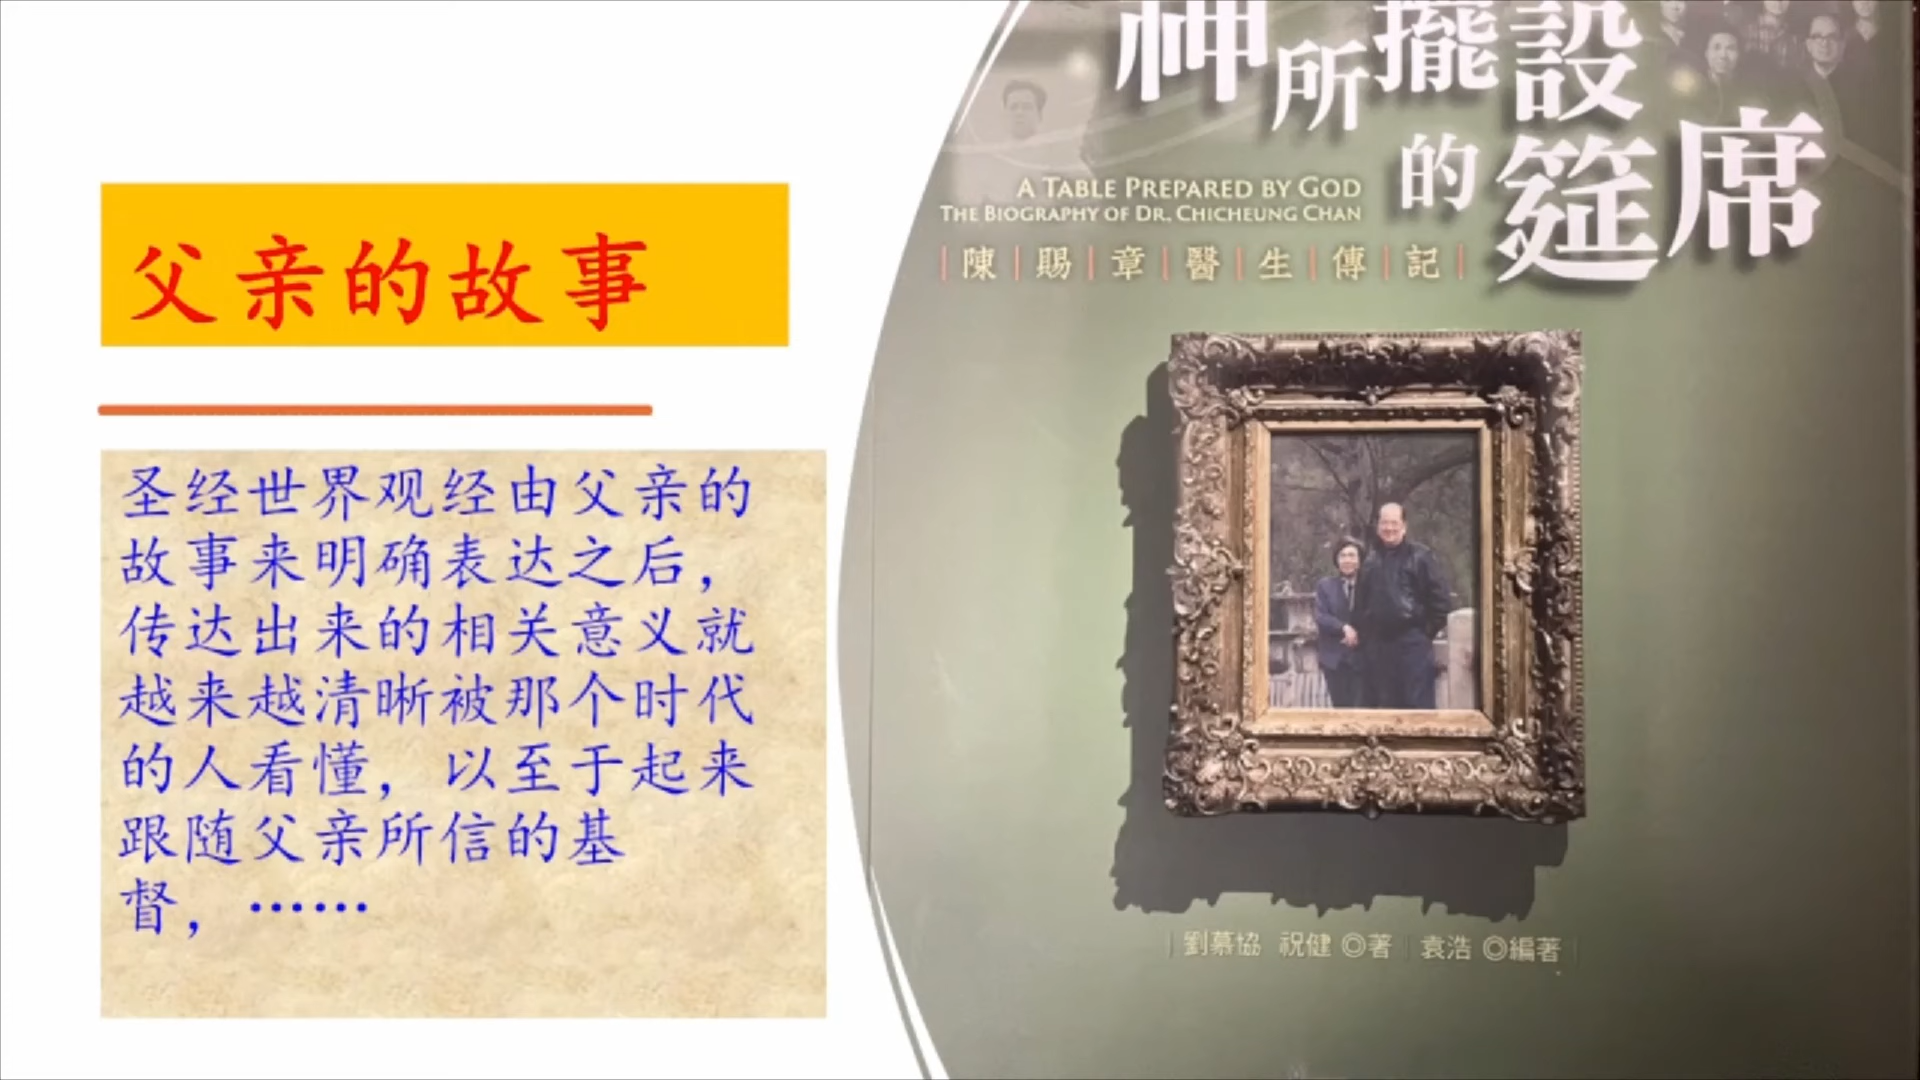 父亲的故事
圣经世界观经由父亲的
故事来明确表达之后，
传达出来的相关意义就
越来越清晰被那个时代
的人看懂，以至于起来
跟随父亲所信的基
督，……
神所擺設
的筵席
A TABLE PREPARED BY GOD
THE BIOGRAPHY OF DR. CHICHEUNG CHAN
陳|賜|章|醫|生|傳|記
劉慕協 祝健◎著 | 袁浩◎編著